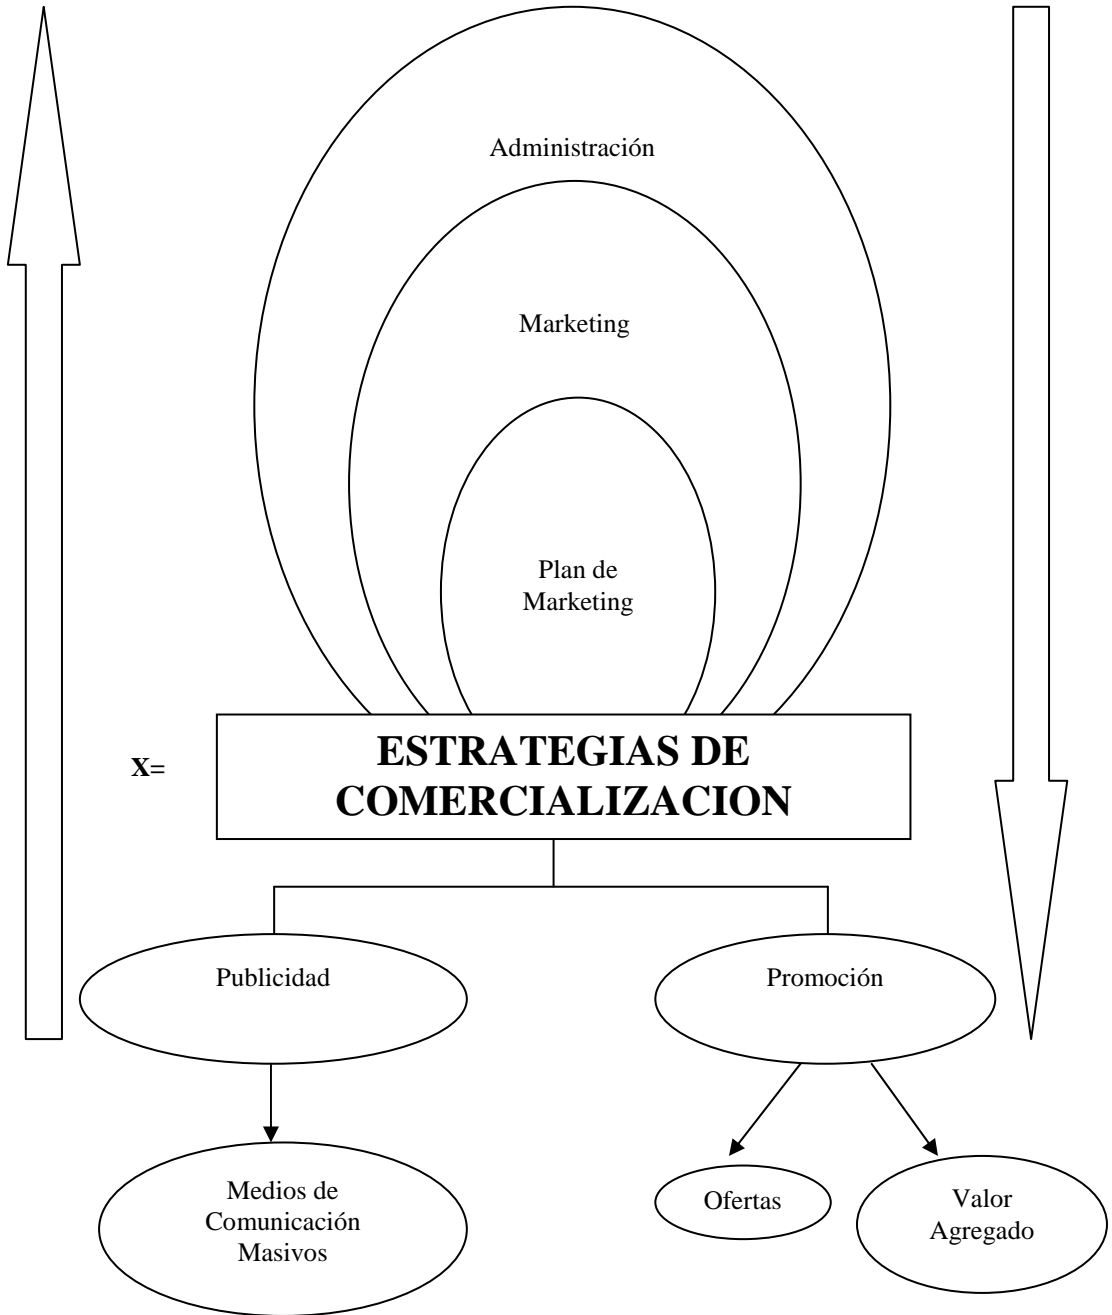 Administración
Marketing
Plan de
Marketing
X=
ESTRATEGIAS DE
COMERCIALIZACION
Publicidad
Promoción
Medios de
Comunicación
Masivos
Ofertas
Valor
Agregado